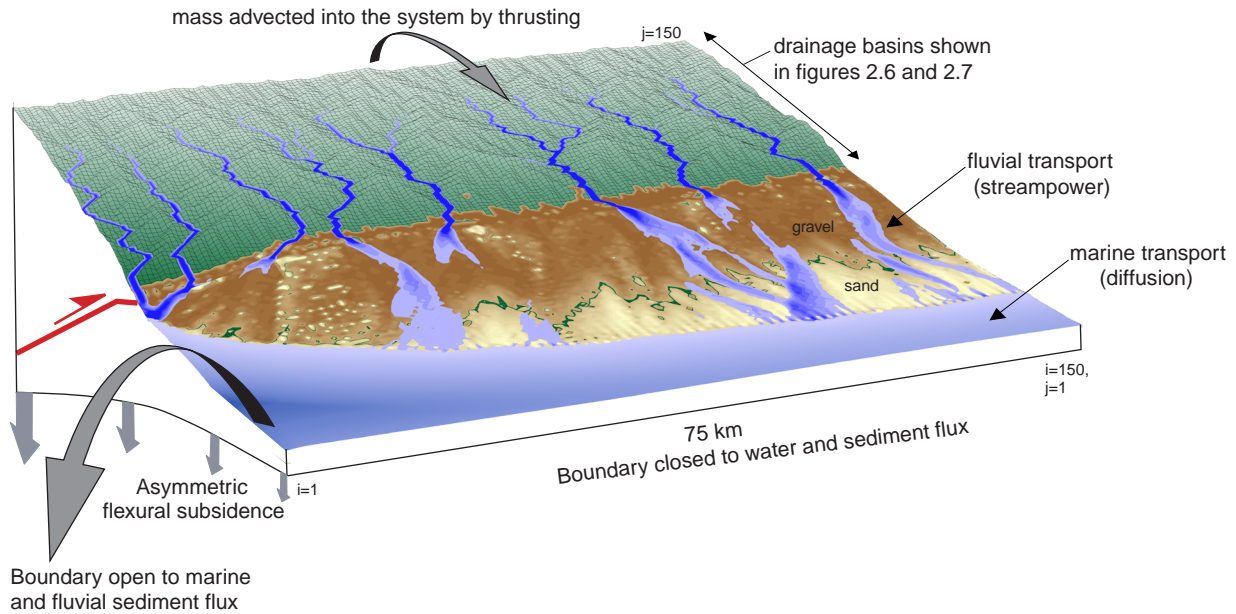 mass advected into the system by thrusting
j=150
drainage basins shown
in figures 2.6 and 2.7
fluvial transport
(streampower)
gravel
marine transport
(diffusion)
sand
i=150,
j=1
75 km
Boundary closed to water and sediment flux
i=1
Asymmetric
flexural subsidence
Boundary open to marine
and fluvial sediment flux